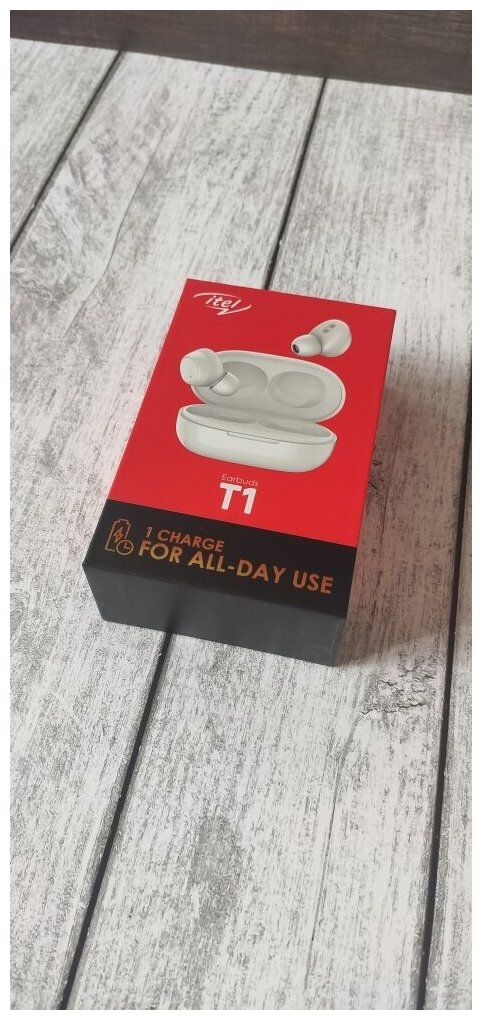 itel
Earbuds
T1
1 CHARGE
FOR ALL-DAY USE